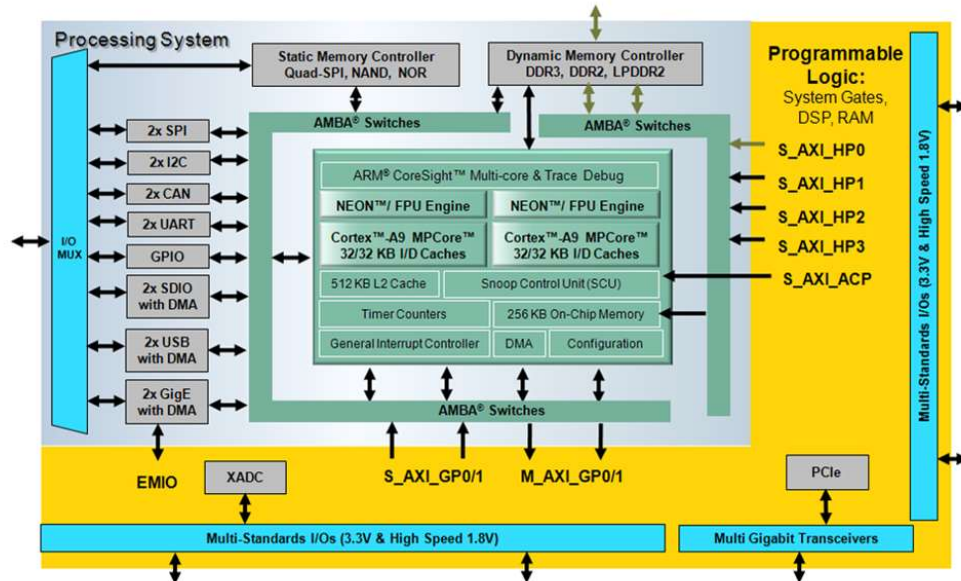 Processing System
Static Memory Controller
Quad-SPI, NAND, NOR
Dynamic Memory Controller
DDR3, DDR2, LPDDR2
Programmable
Logic:
System Gates,
DSP, RAM
AMBA® Switches
AMBA® Switches
I/O
MUX
2x SPI
2x I2C
2x CAN
2x UART
GPIO
2x SDIO
with DMA
2x USB
with DMA
2x GigE
with DMA
ARM® CoreSight™ Multi-core & Trace Debug
NEON™/ FPU Engine
NEON™/ FPU Engine
Cortex™-A9 MPCore™
32/32 KB I/D Caches
Cortex™-A9 MPCore™
32/32 KB I/D Caches
512 KB L2 Cache
Snoop Control Unit (SCU)
Timer Counters
256 KB On-Chip Memory
General Interrupt Controller
DMA
Configuration
S_AXI_HP0
S_AXI_HP1
S_AXI_HP2
S_AXI_HP3
S_AXI_ACP
Multi-Standards I/Os (3.3V & High Speed 1.8V)
AMBA® Switches
EMIO
XADC
S_AXI_GP0/1
M_AXI_GP0/1
PCIe
Multi-Standards I/Os (3.3V & High Speed 1.8V)
Multi Gigabit Transceivers